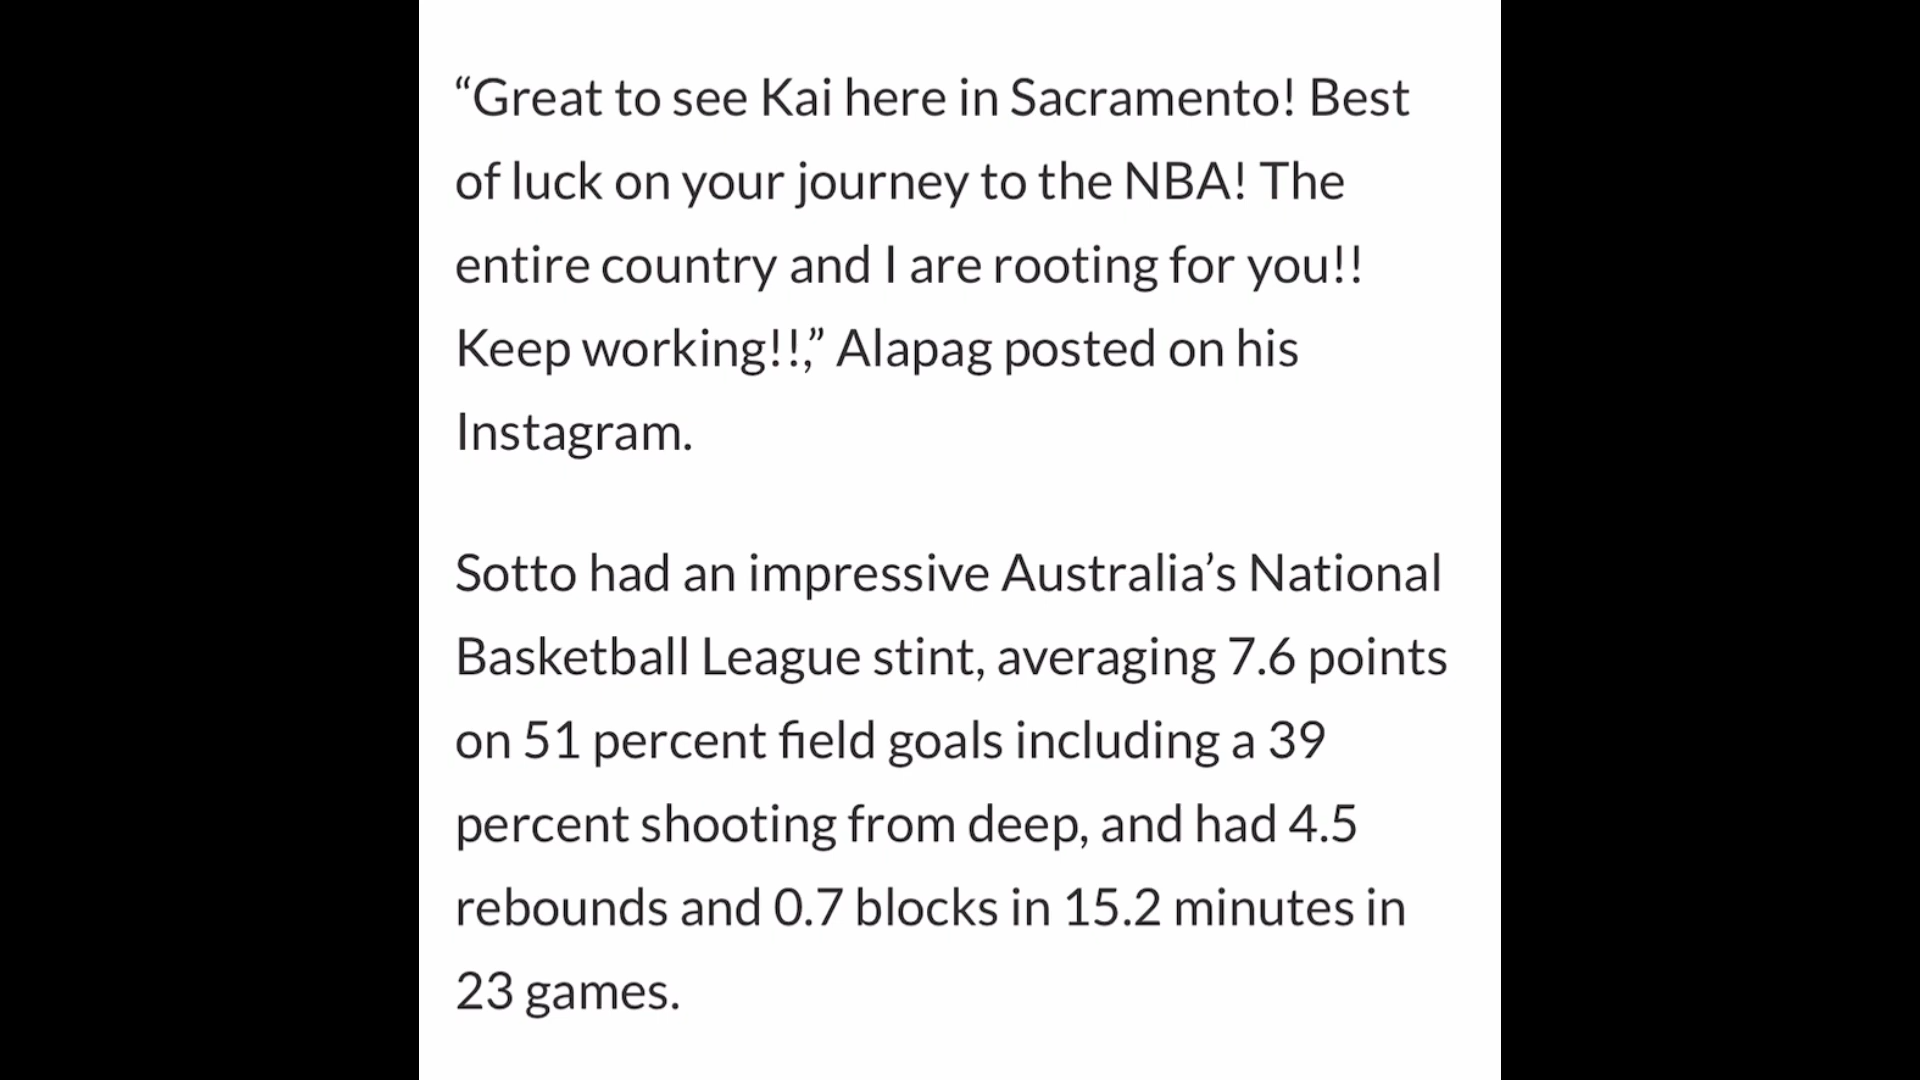 “Great to see Kai here in Sacramento! Best
of luck on your journey to the NBA! The
entire country and I are rooting for you!!
Keep working!!,” Alapag posted on his
Instagram.
Sotto had an impressive Australia’s National
Basketball League stint, averaging 7.6 points
on 51 percent field goals including a 39
percent shooting from deep, and had 4.5
rebounds and 0.7 blocks in 15.2 minutes in
23 games.